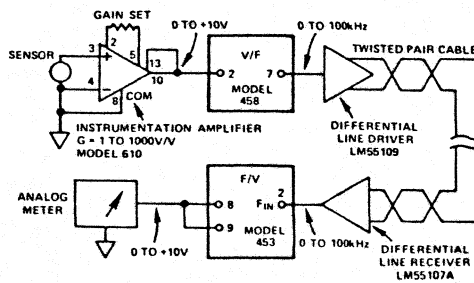 GAIN SET
0 TO +10V
0 TO 100kHz
SENSOR
3
2
5
13
10
4
8
COM
V/F
2
7
MODEL
458
TWISTED PAIR CABLE
INSTRUMENTATION AMPLIFIER
G = 1 TO 1000V/V
MODEL 610
DIFFERENTIAL
LINE DRIVER
LM55109
ANALOG
METER
F/V
8
9
2
FIN
MODEL
453
0 TO +10V
0 TO 100kHz
DIFFERENTIAL
LINE RECEIVER
LM55107A